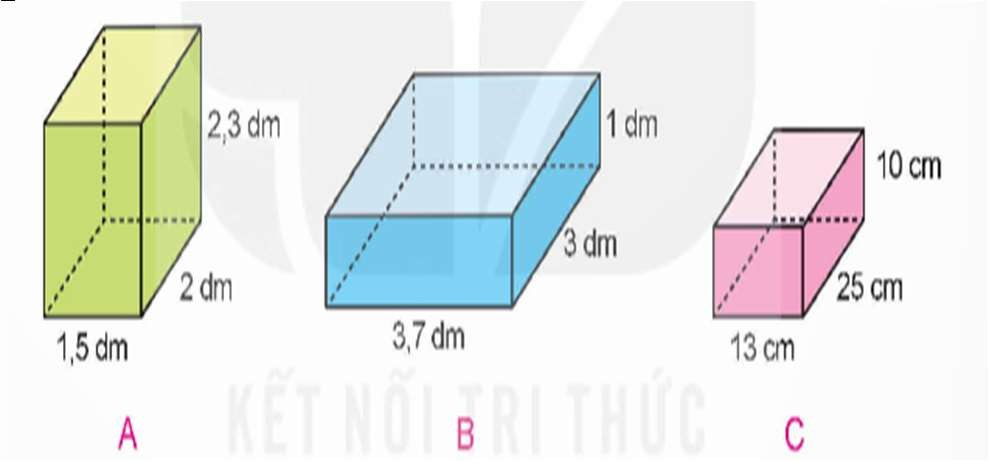 2,3 dm
2 dm
1,5 dm
A
1 dm
3 dm
3,7 dm
B
10 cm
25 cm
13 cm
C
KẾT NỐI TRI THỨC